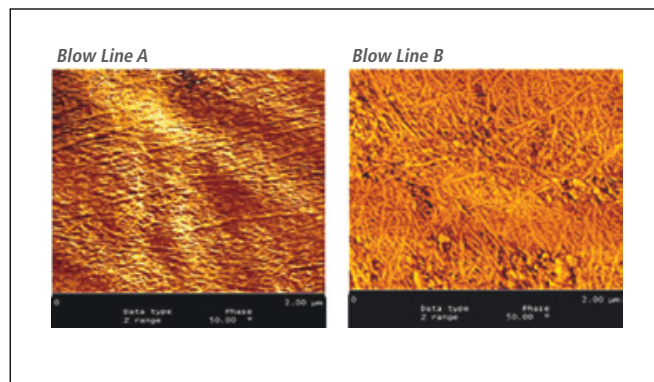 Blow Line A
Blow Line B
0 2.00 µm
Data type Phase
Z range 50.00 °
0 2.00 µm
Data type Phase
Z range 50.00 °